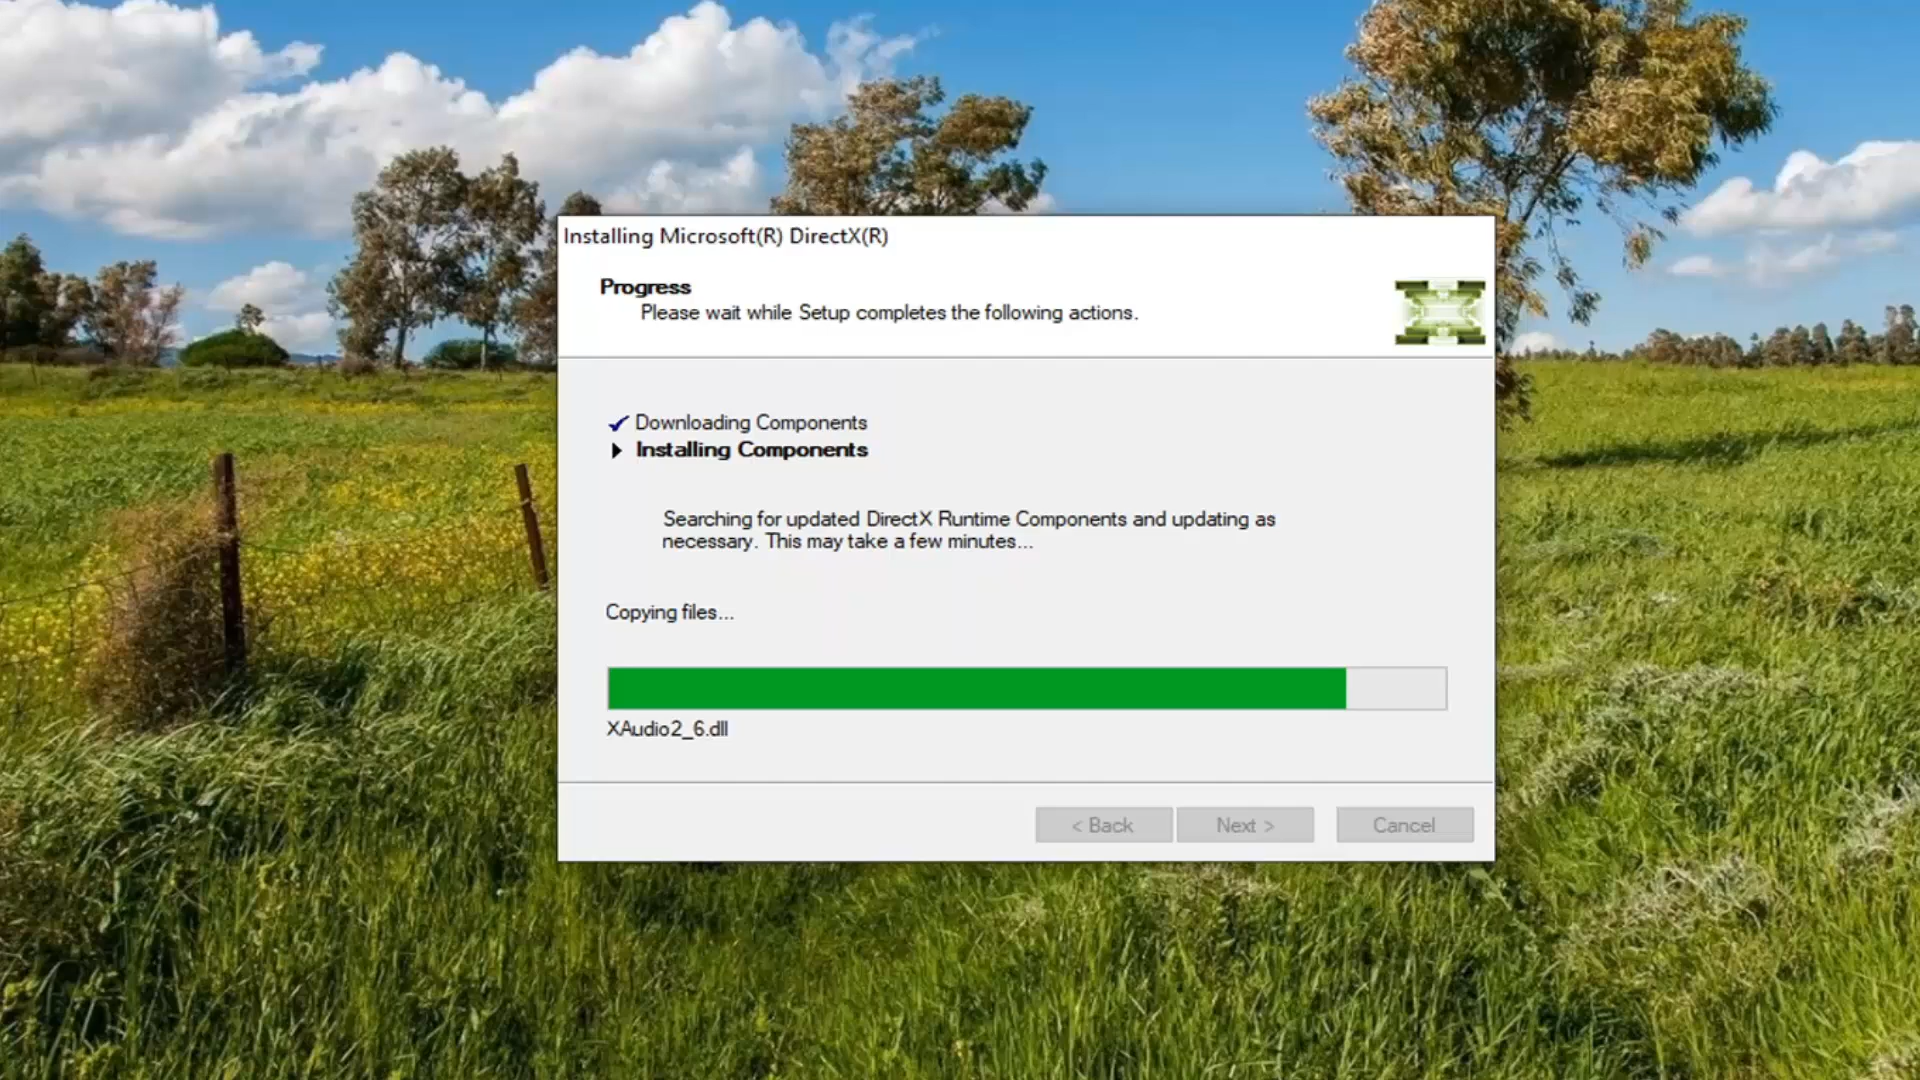 Installing Microsoft(R) DirectX(R)
Progress
Please wait while Setup completes the following actions.
Downloading Components
Installing Components
Searching for updated DirectX Runtime Components and updating as
necessary. This may take a few minutes...
Copying files...
XAudio2_6.dll
< Back
Next >
Cancel